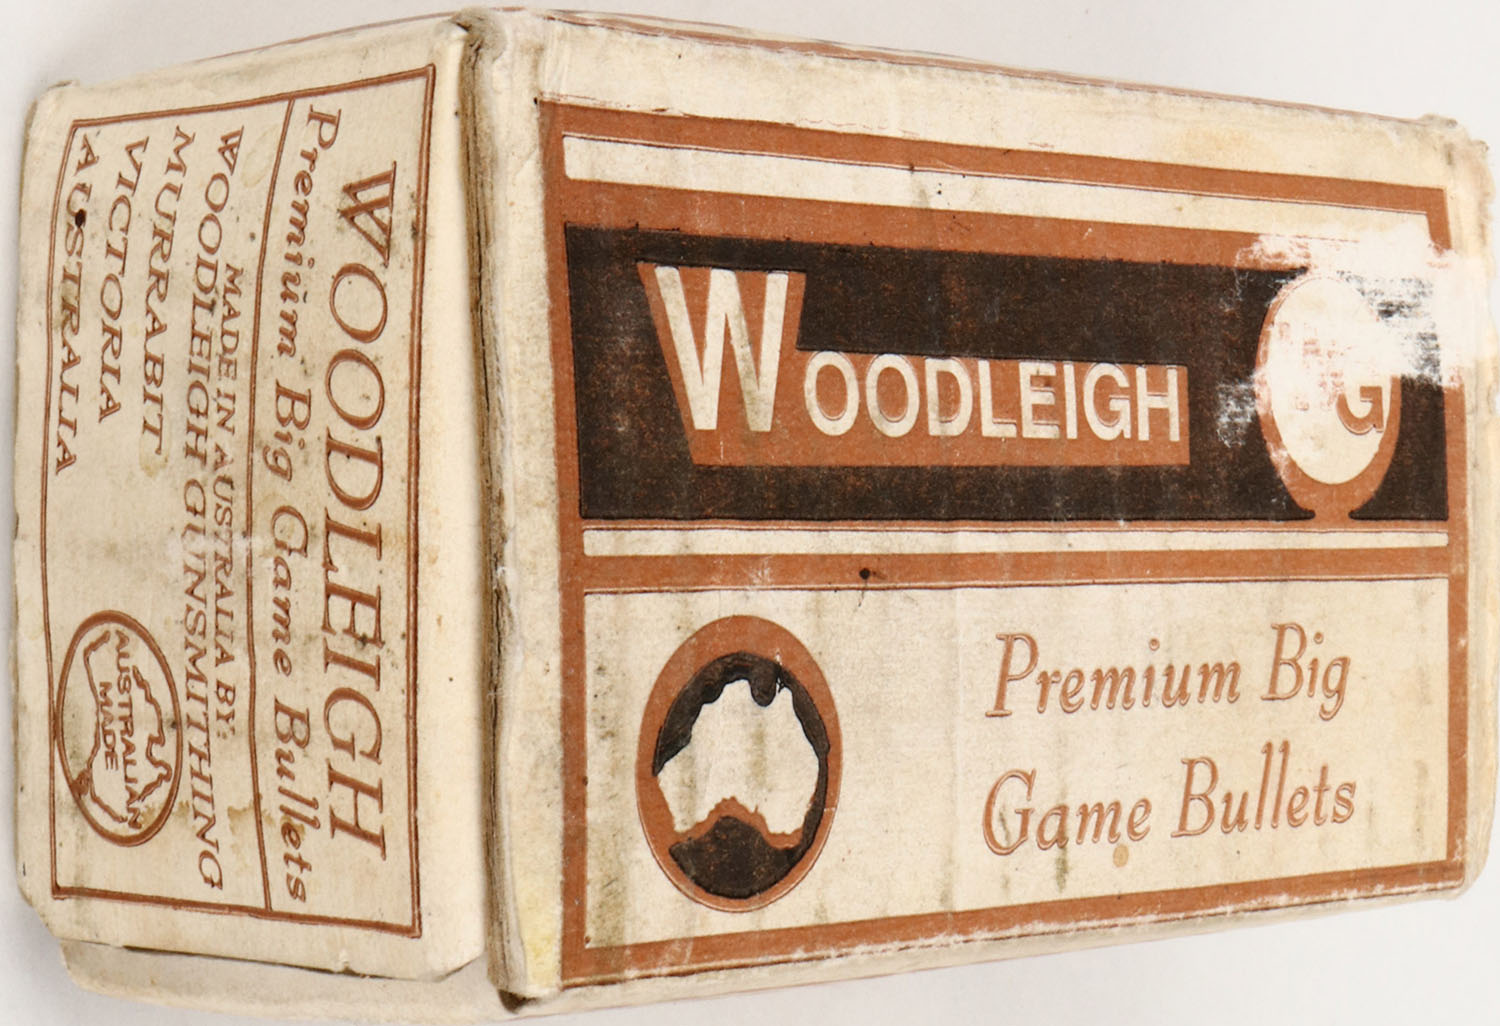 WOODLEIGH
G
Premium Big
Game Bullets
WOODLEIGH
Premium Big Game Bullets
MADE IN AUSTRALIA BY:
WOODLEIGH GUNSMITHING
MURRABIT
VICTORIA
AUSTRALIA
AUSTRALIAN
MADE